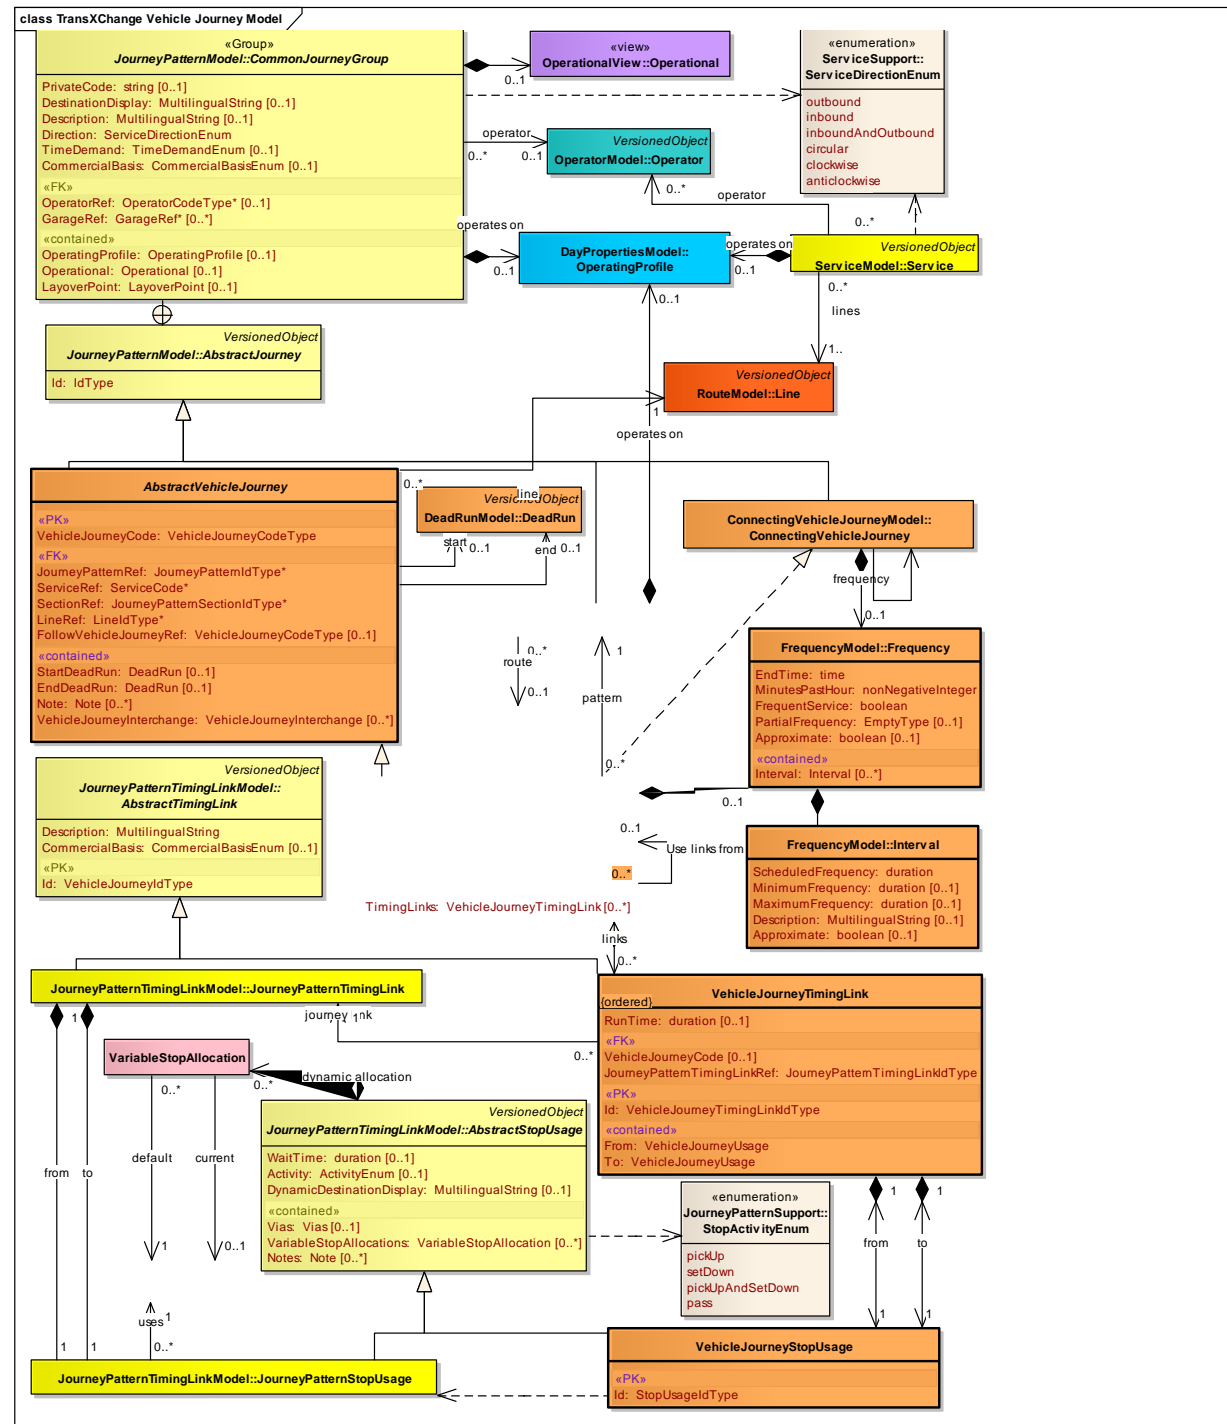 class TransXChange Vehicle Journey Model
«Group»
JourneyPatternModel::CommonJourneyGroup
PrivateCode: string [0..1]
DestinationDisplay: MultilingualString [0..1]
Description: MultilingualString [0..1]
Direction: ServiceDirectionEnum
TimeDemand: TimeDemandEnum [0..1]
CommercialBasis: CommercialBasisEnum [0..1]
«FK»
OperatorRef: OperatorCodeType* [0..1]
GarageRef: GarageRef* [0..*]
«contained»
OperatingProfile: OperatingProfile [0..1]
Operational: Operational [0..1]
LayoverPoint: LayoverPoint [0..1]
«view»
OperationalView::Operational
0..1
«enumeration»
ServiceSupport::
ServiceDirectionEnum
outbound
inbound
inboundAndOutbound
circular
clockwise
anticlockwise
operator
0..*
0..1
VersionedObject
OperatorModel::Operator
0..*
operator
0..*
operates on
0..1
DayPropertiesModel::
OperatingProfile
operates on
0..1
VersionedObject
ServiceModel::Service
0..*
lines
1..
0..1
VersionedObject
JourneyPatternModel::AbstractJourney
Id: IdType
VersionedObject
RouteModel::Line
1
operates on
AbstractVehicleJourney
«PK»
VehicleJourneyCode: VehicleJourneyCodeType
«FK»
JourneyPatternRef: JourneyPatternIdType*
ServiceRef: ServiceCode*
SectionRef: JourneyPatternSectionIdType*
LineRef: LineIdType*
FollowVehicleJourneyRef: VehicleJourneyCodeType [0..1]
«contained»
StartDeadRun: DeadRun [0..1]
EndDeadRun: DeadRun [0..1]
Note: Note [0..*]
VehicleJourneyInterchange: VehicleJourneyInterchange [0..*]
0..*
line
VersionedObject
DeadRunModel::DeadRun
start
0..1
end
0..1
ConnectingVehicleJourneyModel::
ConnectingVehicleJourney
frequency
0..1
0..*
route
0..1
1
pattern
0..*
FrequencyModel::Frequency
EndTime: time
MinutesPastHour: nonNegativeInteger
FrequentService: boolean
PartialFrequency: EmptyType [0..1]
Approximate: boolean [0..1]
«contained»
Interval: Interval [0..*]
0..1
VersionedObject
JourneyPatternTimingLinkModel::
AbstractTimingLink
Description: MultilingualString
CommercialBasis: CommercialBasisEnum [0..1]
«PK»
Id: VehicleJourneyIdType
0..1
Use links from
0..*
FrequencyModel::Interval
ScheduledFrequency: duration
MinimumFrequency: duration [0..1]
MaximumFrequency: duration [0..1]
Description: MultilingualString [0..1]
Approximate: boolean [0..1]
TimingLinks: VehicleJourneyTimingLink [0..*]
0..*
links
0..*
JourneyPatternTimingLinkModel::JourneyPatternTimingLink
1
1
0..*
VehicleJourneyTimingLink
{ordered}
RunTime: duration [0..1]
«FK»
VehicleJourneyCode [0..1]
JourneyPatternTimingLinkRef: JourneyPatternTimingLinkIdType
«PK»
Id: VehicleJourneyTimingLinkIdType
«contained»
From: VehicleJourneyUsage
To: VehicleJourneyUsage
VariableStopAllocation
0..*
0..*
dynamic allocation
VersionedObject
JourneyPatternTimingLinkModel::AbstractStopUsage
WaitTime: duration [0..1]
Activity: ActivityEnum [0..1]
DynamicDestinationDisplay: MultilingualString [0..1]
«contained»
Vias: Vias [0..1]
VariableStopAllocations: VariableStopAllocation [0..*]
Notes: Note [0..*]
from
to
default
current
1
0..1
«enumeration»
JourneyPatternSupport::
StopActivityEnum
pickUp
setDown
pickUpAndSetDown
pass
1
1
from
to
1
1
uses
1
0..*
1
1
JourneyPatternTimingLinkModel::JourneyPatternStopUsage
VehicleJourneyStopUsage
«PK»
Id: StopUsageIdType